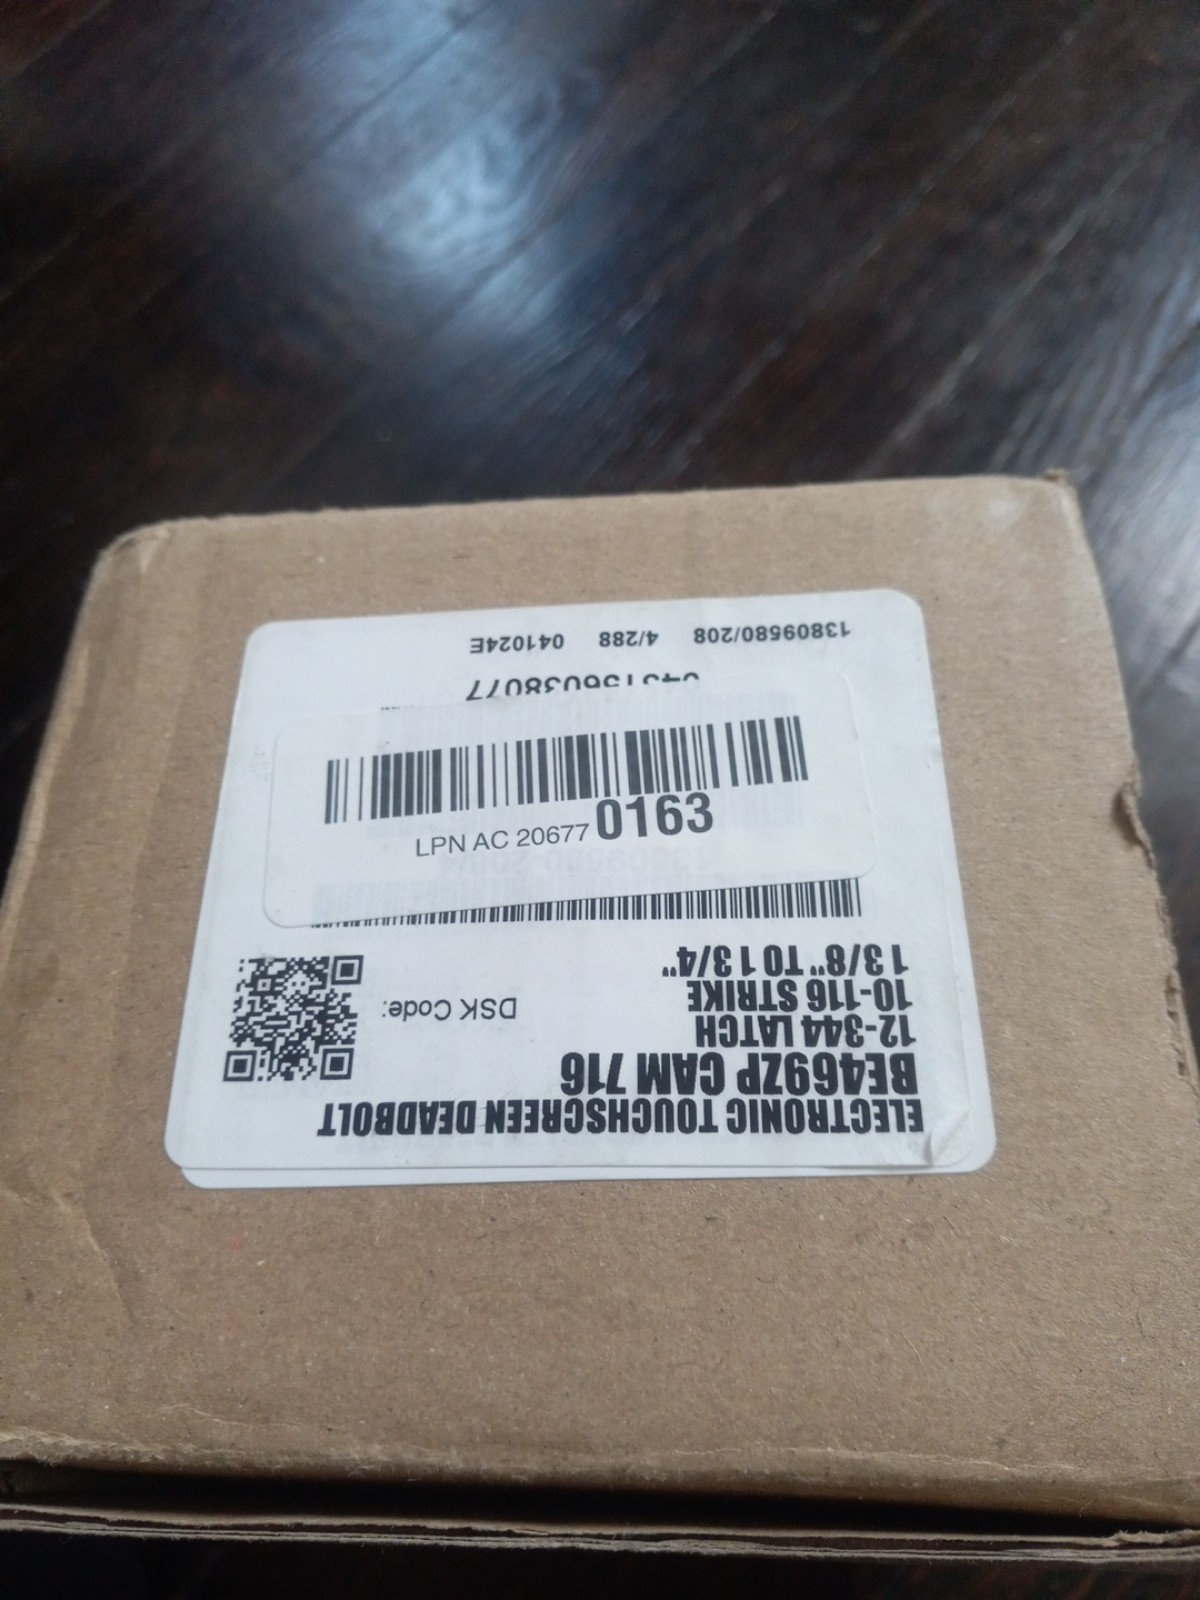 ELECTRONIC TOUCHSCREEN DEADBOLT
BE469ZP CAM 716
12-344 LATCH
10-116 STRIKE
1 3/8" TO 1 3/4"
DSK Code:
LPN AC 20677 0163
043156038077
13809580/208 4/288 041024E